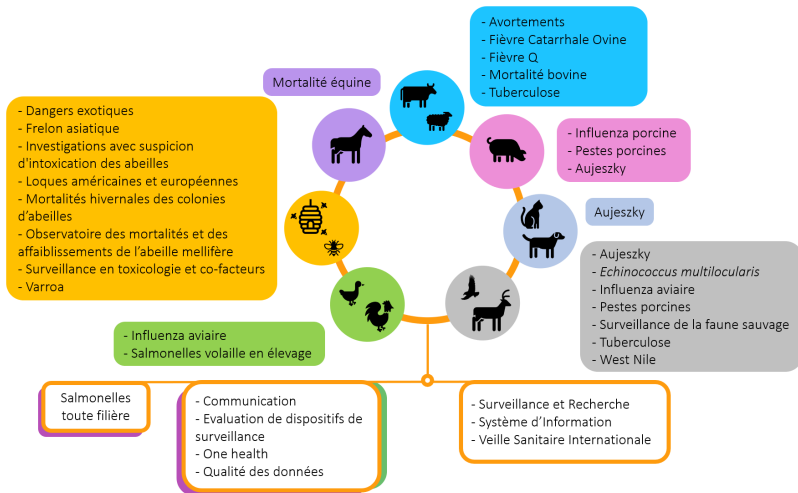 - Avortements
- Fièvre Catarrhale Ovine
- Fièvre Q
- Mortalité bovine
- Tuberculose
Mortalité équine
- Dangers exotiques
- Frelon asiatique
- Investigations avec suspicion
d'intoxication des abeilles
- Loques américaines et européennes
- Mortalités hivernales des colonies
d'abeilles
- Observatoire des mortalités et des
affaiblissements de l'abeille mellifère
- Surveillance en toxicologie et co-facteurs
- Varroa
- Influenza porcine
- Pestes porcines
- Aujeszky
Aujeszky
- Aujeszky
- Echinococcus multilocularis
- Influenza aviaire
- Pestes porcines
- Surveillance de la faune sauvage
- Tuberculose
- West Nile
- Influenza aviaire
- Salmonelles volaille en élevage
Salmonelles
toute filière
- Communication
- Evaluation de dispositifs de
surveillance
- One health
- Qualité des données
- Surveillance et Recherche
- Système d'Information
- Veille Sanitaire Internationale